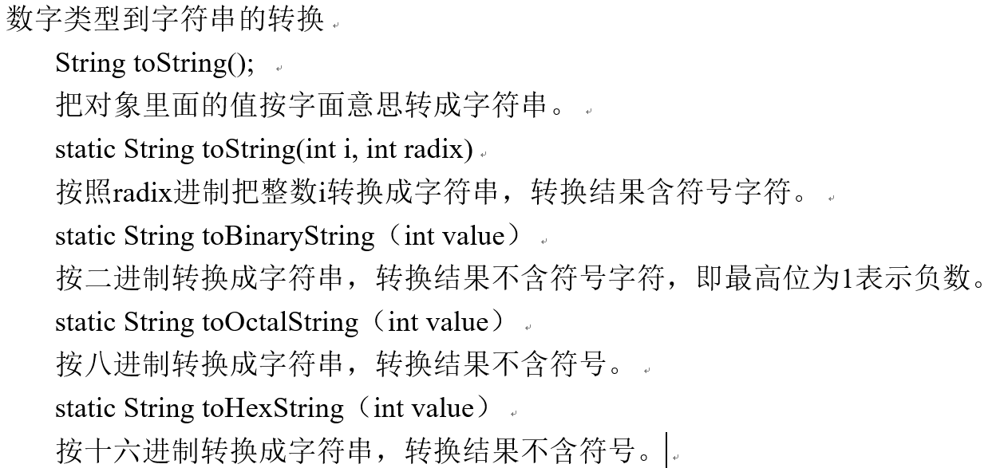 数字类型到字符串的转换
String toString();
把对象里面的值按字面意思转成字符串。
static String toString(int i, int radix)
按照radix进制把整数i转换成字符串，转换结果含符号字符。
static String toBinaryString（int value）
按二进制转换成字符串，转换结果不含符号字符，即最高位为1表示负数。
static String toOctalString（int value）
按八进制转换成字符串，转换结果不含符号。
static String toHexString（int value）
按十六进制转换成字符串，转换结果不含符号。